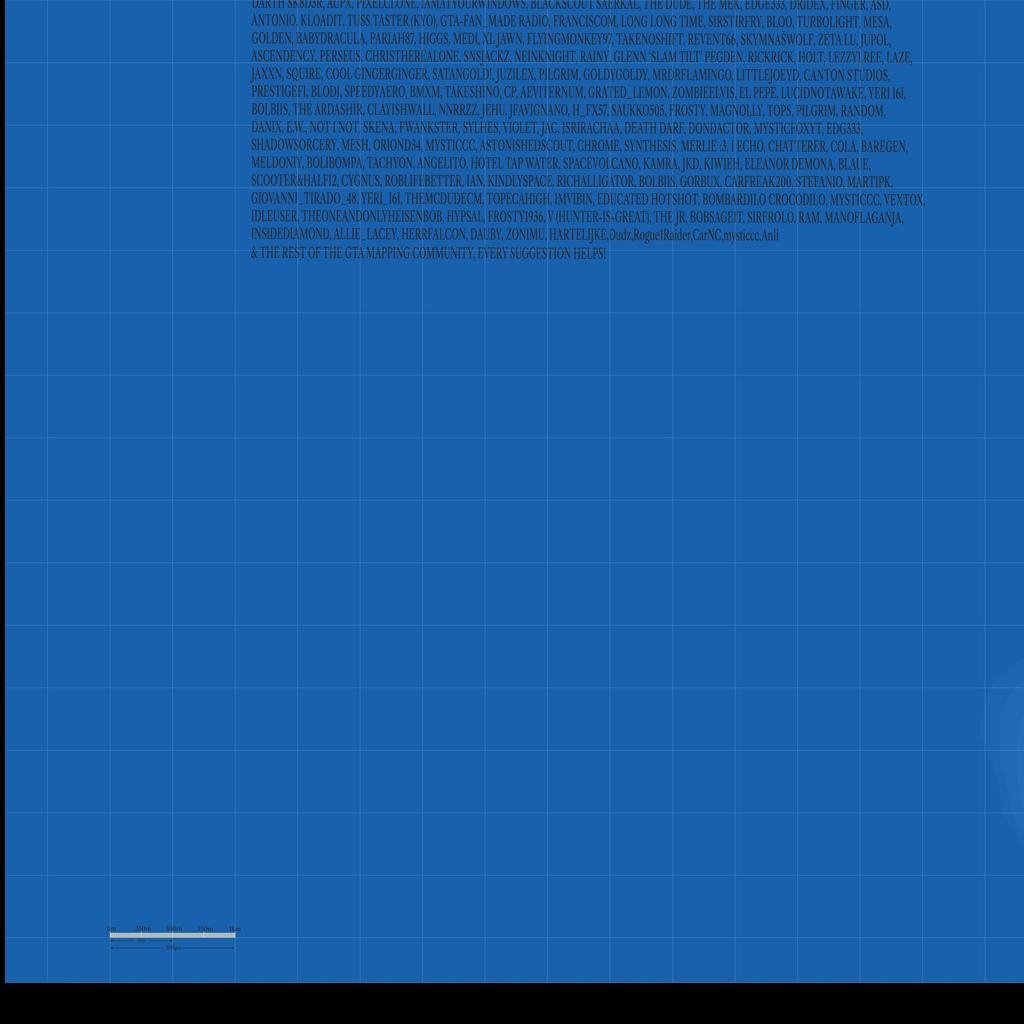 DARTH SK8D3R, AUPX, PIXELCLONE, IAMATYOURWINDOWS, BLACKSCOUT SAERKAL, THE DUDE, THE MEX, EDGE333, DRIDEX, FINGER, ASD,
ANTONIO, KLOADIT, TUSS TASTER (KYO), GTA-FAN_MADE RADIO, FRANCISCOM, LONG LONG TIME, SIRSTIRFRY, BLOO, TURBOLIGHT, MESA,
GOLDEN, BABYDRACULA, PARIAH87, HIGGS, MEDI, XL JAWN, FLYINGMONKEY97, TAKENOSHIFT, REVENT66, SKYMNAŠWOLF, ZETA LU, JUPOL,
ASCENDENCY, PERSEUS, CHRISTHEREALONE, SNSJACKZ, NEINKNIGHT, RAINY, GLENN 'SLAM TILT' PEGDEN, RICKRICK, HOLT, LEZZYLREE, LAZE,
JAXXN, SQUIRE, COOL GINGERGINGER, SATANGOLD!, JUZILEX, PILGRIM, GOLDYGOLDY, MRDRFLAMINGO, LITTLEJOEYD, CANTON STUDIOS,
PRESTIGEFI, BLODI, SPEEDYAERO, BMXM, TAKESHINO, CP, AEVITERNUM, GRATED_LEMON, ZOMBIEELVIS, EL PEPE, LUCIDNOTAWAKE, YERI 161,
BOLBIIS, THE ARDASHIR, CLAYISHWALL, NNRRZZ, JEHU, JFAVIGNANO, H_FX57, SAUKKO505, FROSTY, MAGNOLLY, TOPS, PILGRIM, RANDOM,
DANIX, E.W., NOT I NOT, SKENA, FWANKSTER, SYLHES, VIOLET, JAC, ISRIRACHAA, DEATH DARF, DONDACTOR, MYSTICFOXYT, EDG333,
SHADOWSORCERY, MESH, ORIOND34, MYSTICCC, ASTONISHEDSCOUT, CHROME, SYNTHESIS, MERLIE :3, I ECHO, CHATTERER, COLA, BAREGEN,
MELDONIY, BOLIBOMPA, TACHYON, ANGELITO, HOTEL TAP WATER, SPACEVOLCANO, KAMRA, JKD, KIWIEH, ELEANOR DEMONA, BLAUE,
SCOOTER&HALF12, CYGNUS, ROBLIFEBETTER, IAN, KINDLYSPACE, RICHALLIGATOR, BOLBIIS, GORBUX, CARFREAK200, STEFANIO, MARTIPK,
GIOVANNI_TIRADO_48, YERI_161, THEMCDUDECM, TOPECAHIGH, IMVIBIN, EDUCATED HOTSHOT, BOMBARDILO CROCODILO, MYSTICCC, VEXTOX,
IDLEUSER, THEONEANDONLYHEISENBOB, HYPSAL, FROSTY1936, V (HUNTER-IS-GREAT), THE JR, BOBSAGEIT, SIRFROLO, RAM, MANOFLAGANJA,
INSIDEDIAMOND, ALLIE_LACEY, HERRFALCON, DAUBY, ZONIMU, HARTELIJKE,Dudz,Rogue1Raider,CarNC,mysticcc,Anli
& THE REST OF THE GTA MAPPING COMMUNITY, EVERY SUGGESTION HELPS!
0m 250m 500m 750m 1km